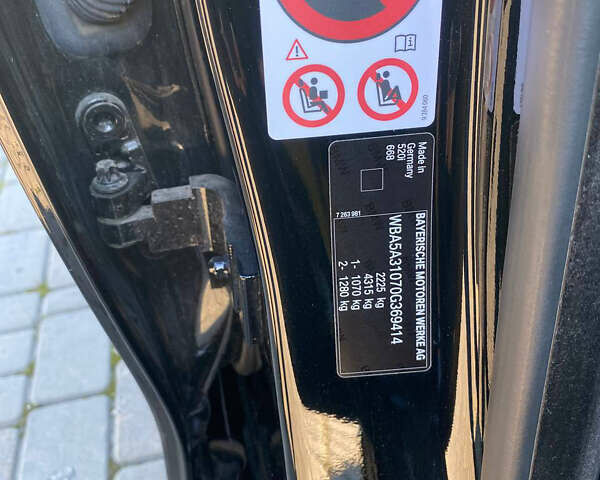 9284960
Made in
Germany
520i
668
7 263 981
BAYERISCHE MOTOREN WERKE AG
WBA5A31070G369414
2225 kg
4315 kg
1- 1070 kg
2- 1280 kg